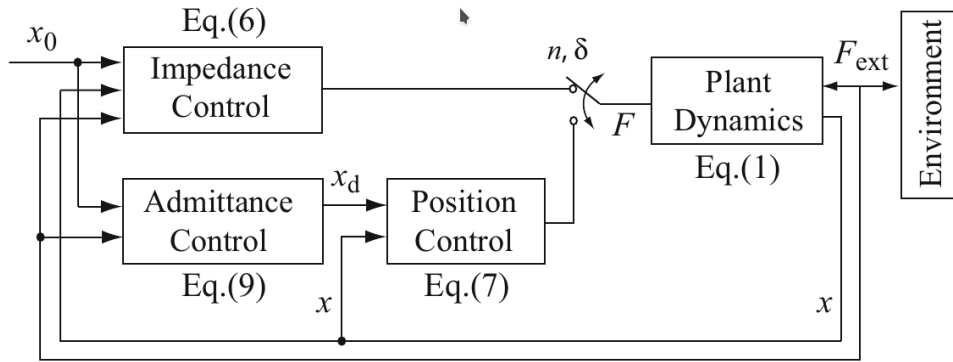 Eq.(6)
x0
Impedance
Control
n, δ
F
Plant
Dynamics
Eq.(1)
Fext
Environment
Admittance
Control
Eq.(9)
xd
Position
Control
Eq.(7)
x
x